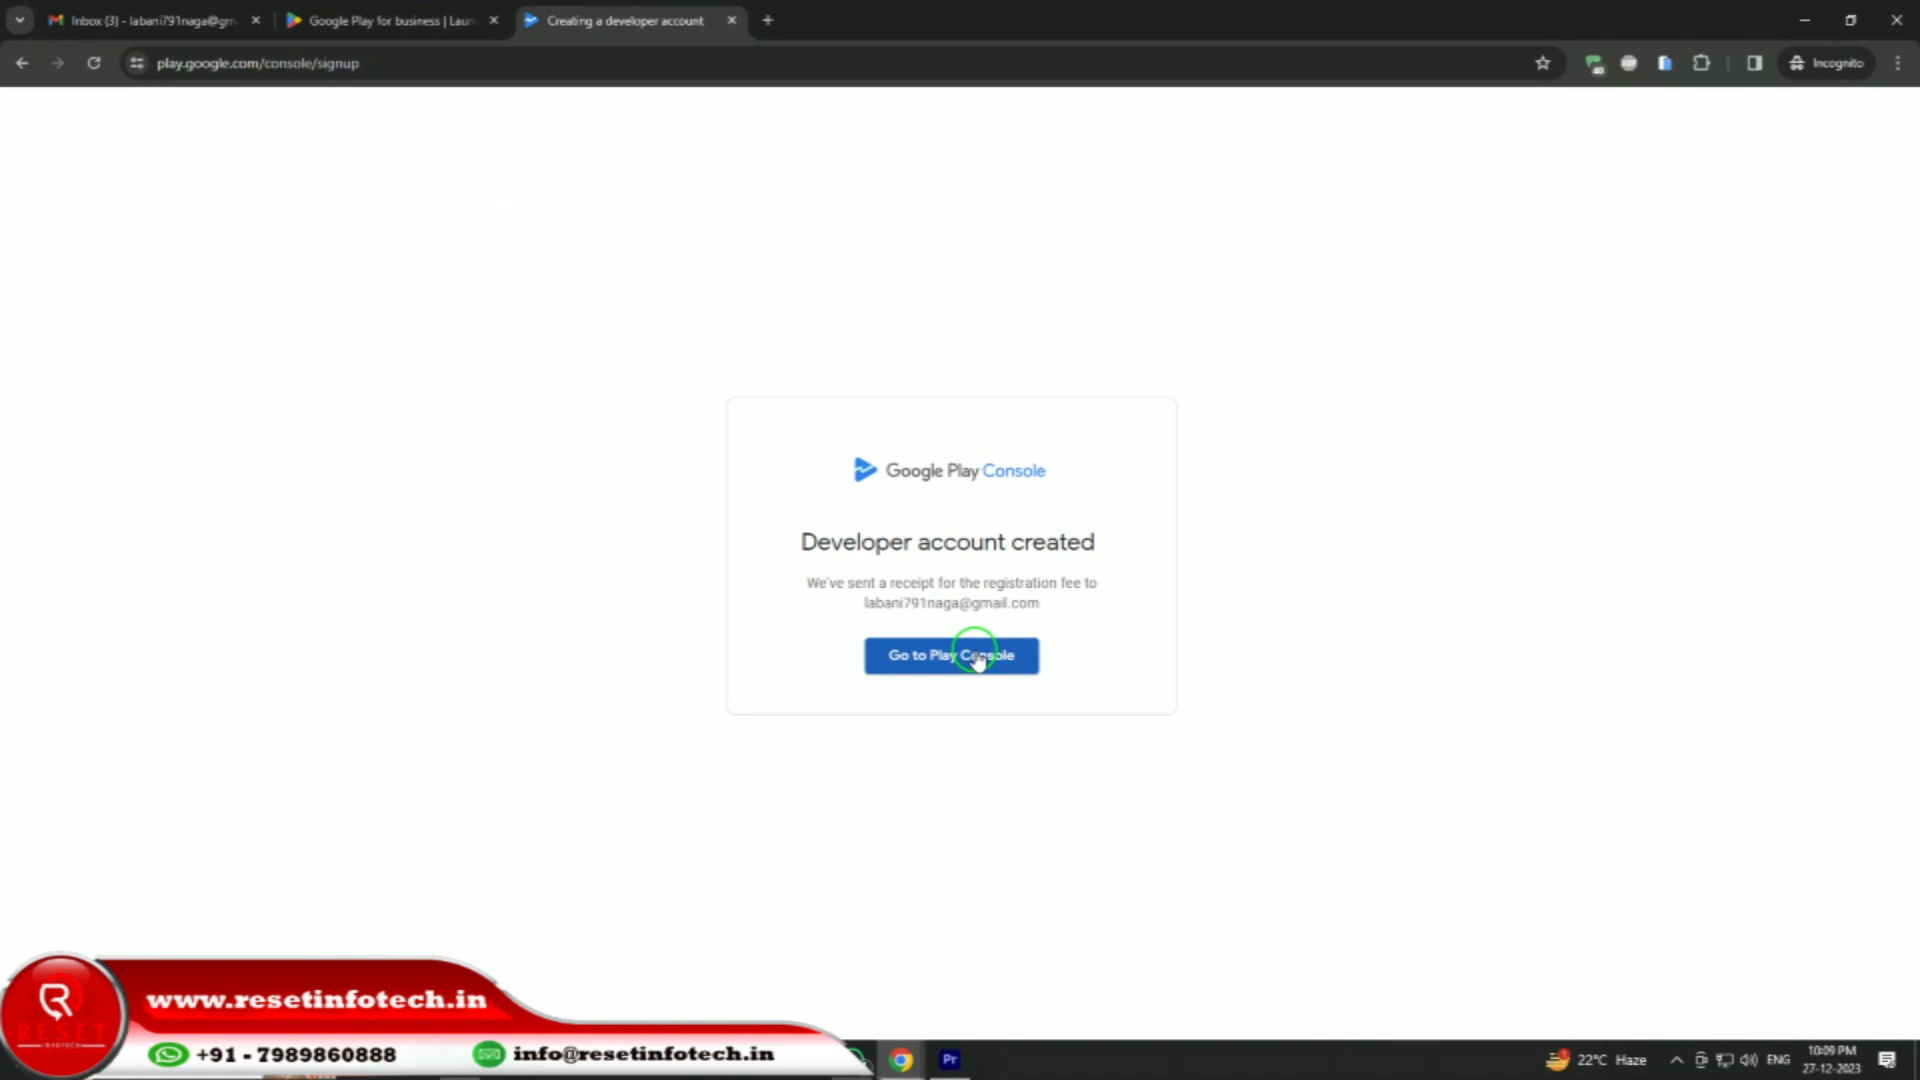 Inbox (3) - labani791naga@gm
Google Play for business | Laun
Creating a developer account
play.google.com/console/signup
Incognito
Google Play Console
Developer account created
We've sent a receipt for the registration fee to
labani791naga@gmail.com
Go to Play Console
www.resetinfotech.in
R
RESET
INFOTECH
+91 - 7989860888
info@resetinfotech.in
Pr
22°C Haze
ENG
10:09 PM
27-12-2023